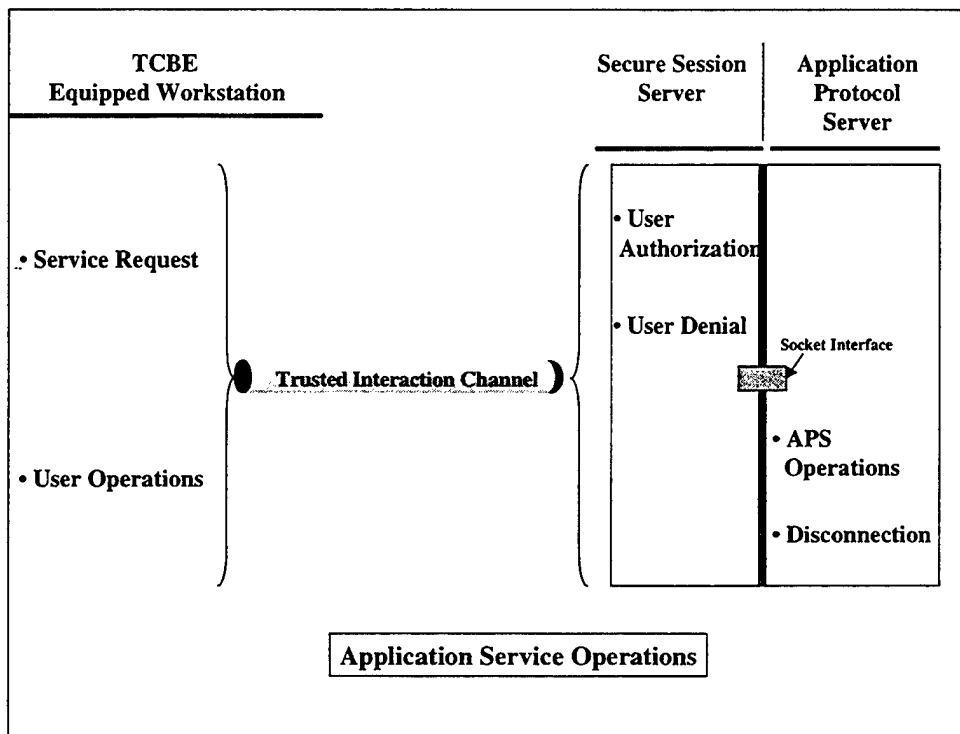 TCBE
Equipped Workstation
Secure Session
Server
Application
Protocol
Server
• Service Request
• User Operations
Trusted Interaction Channel
• User
Authorization
• User Denial
Socket Interface
• APS
Operations
• Disconnection
Application Service Operations